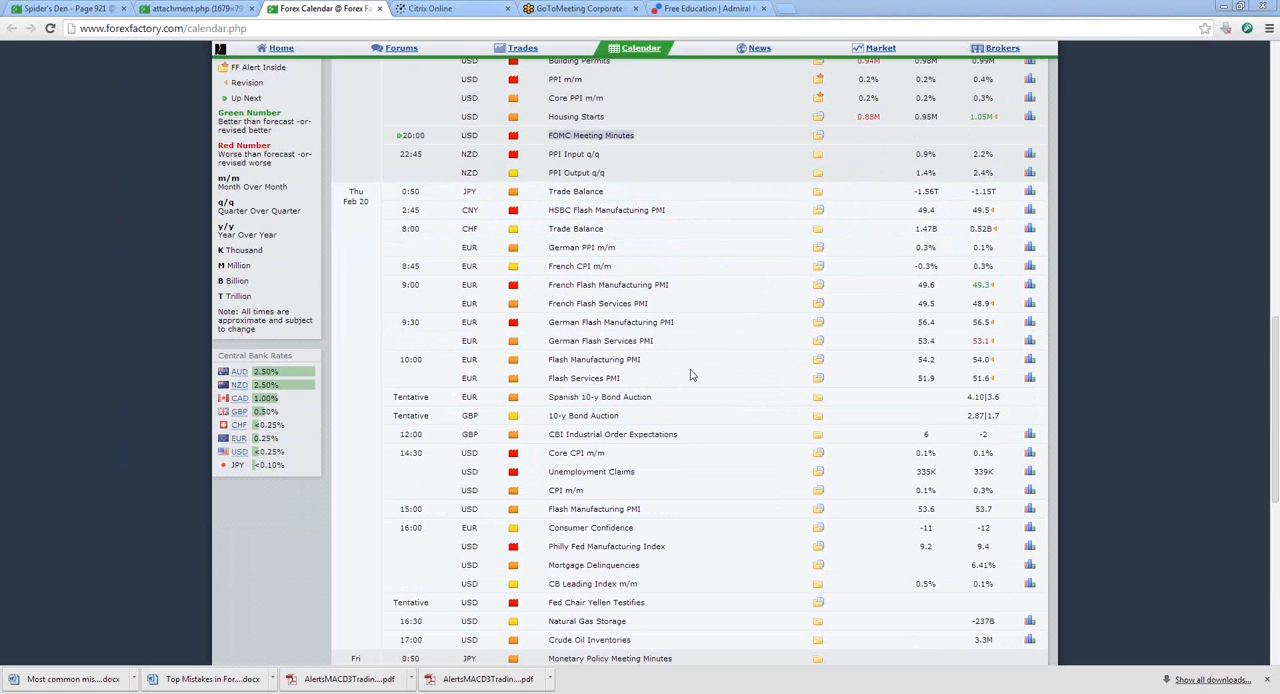 Spider's Den - Page 921 @
attachment.php (1679×79
Forex Calendar @ Forex F
Citrix Online
GoToMeeting Corporate
Free Education | Admiral
www.forexfactory.com/calendar.php
Home
Forums
Trades
Calendar
News
Market
Brokers
FF Alert Inside
Revision
Up Next
Green Number
Better than forecast -or-
revised better
Red Number
Worse than forecast -or-
revised worse
m/m
Month Over Month
q/q
Quarter Over Quarter
y/y
Year Over Year
K Thousand
M Million
B Billion
T Trillion
Note: All times are
approximate and subject
to change
Central Bank Rates
AUD 2.50%
NZD 2.50%
CAD 1.00%
GBP 0.50%
CHF <0.25%
EUR 0.25%
USD <0.25%
JPY <0.10%
USD Building Permits 0.94M 0.98M 0.99M
USD PPI m/m 0.2% 0.2% 0.4%
USD Core PPI m/m 0.2% 0.2% 0.3%
USD Housing Starts 0.88M 0.95M 1.05M
20:00 USD FOMC Meeting Minutes
22:45 NZD PPI Input q/q 0.9% 2.2%
NZD PPI Output q/q 1.4% 2.4%
Thu
Feb 20
0:50 JPY Trade Balance -1.56T -1.15T
2:45 CNY HSBC Flash Manufacturing PMI 49.4 49.5
8:00 CHF Trade Balance 1.47B 0.52B
EUR German PPI m/m 0.3% 0.1%
8:45 EUR French CPI m/m -0.3% 0.3%
9:00 EUR French Flash Manufacturing PMI 49.6 49.3
EUR French Flash Services PMI 49.5 48.9
9:30 EUR German Flash Manufacturing PMI 56.4 56.5
EUR German Flash Services PMI 53.4 53.1
10:00 EUR Flash Manufacturing PMI 54.2 54.0
EUR Flash Services PMI 51.9 51.6
Tentative EUR Spanish 10-y Bond Auction 4.10|3.6
Tentative GBP 10-y Bond Auction 2.87|1.7
12:00 GBP CBI Industrial Order Expectations 6 -2
14:30 USD Core CPI m/m 0.1% 0.1%
USD Unemployment Claims 335K 339K
USD CPI m/m 0.1% 0.3%
15:00 USD Flash Manufacturing PMI 53.6 53.7
16:00 EUR Consumer Confidence -11 -12
USD Philly Fed Manufacturing Index 9.2 9.4
USD Mortgage Delinquencies 6.41%
USD CB Leading Index m/m 0.5% 0.1%
Tentative USD Fed Chair Yellen Testifies
16:30 USD Natural Gas Storage -237B
17:00 USD Crude Oil Inventories 3.3M
Fri 0:50 JPY Monetary Policy Meeting Minutes
Most common mis....docx
Top Mistakes in For....docx
AlertsMACD3Tradin....pdf
AlertsMACD3Tradin....pdf
Show all downloads...